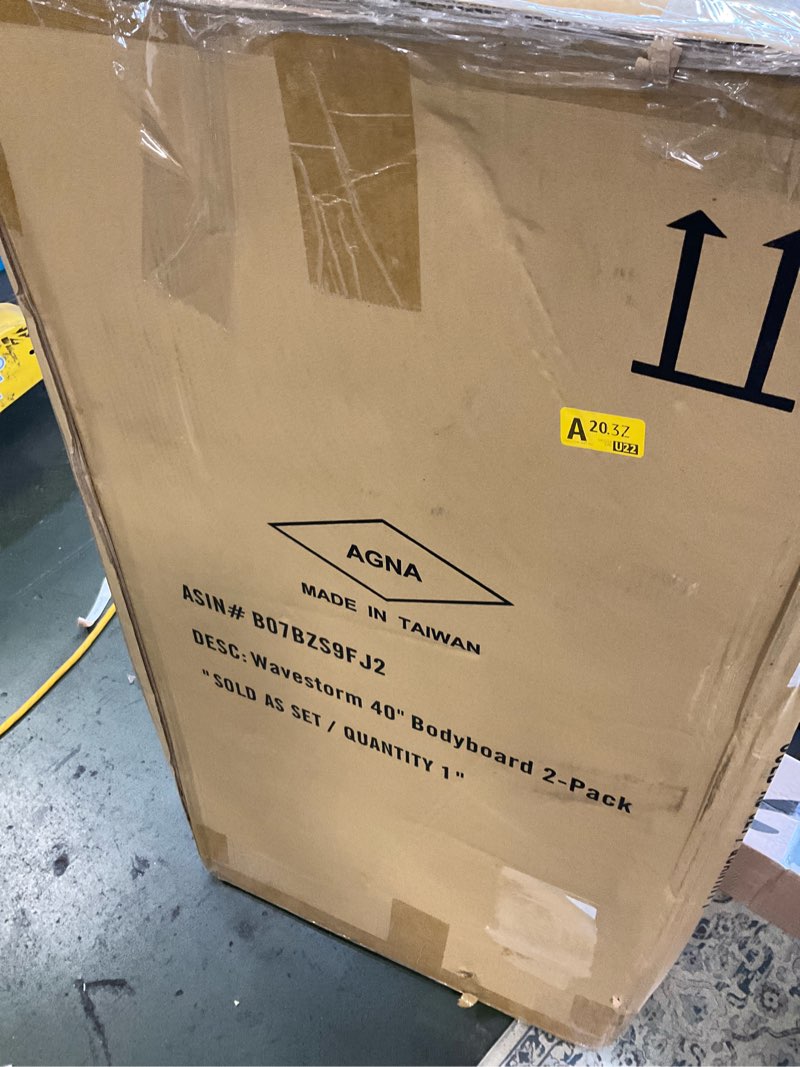 A 20.3Z
U22
AGNA
MADE IN TAIWAN
ASIN# B07BZS9FJ2
DESC: Wavestorm 40" Bodyboard 2-Pack
"SOLD AS SET / QUANTITY 1"